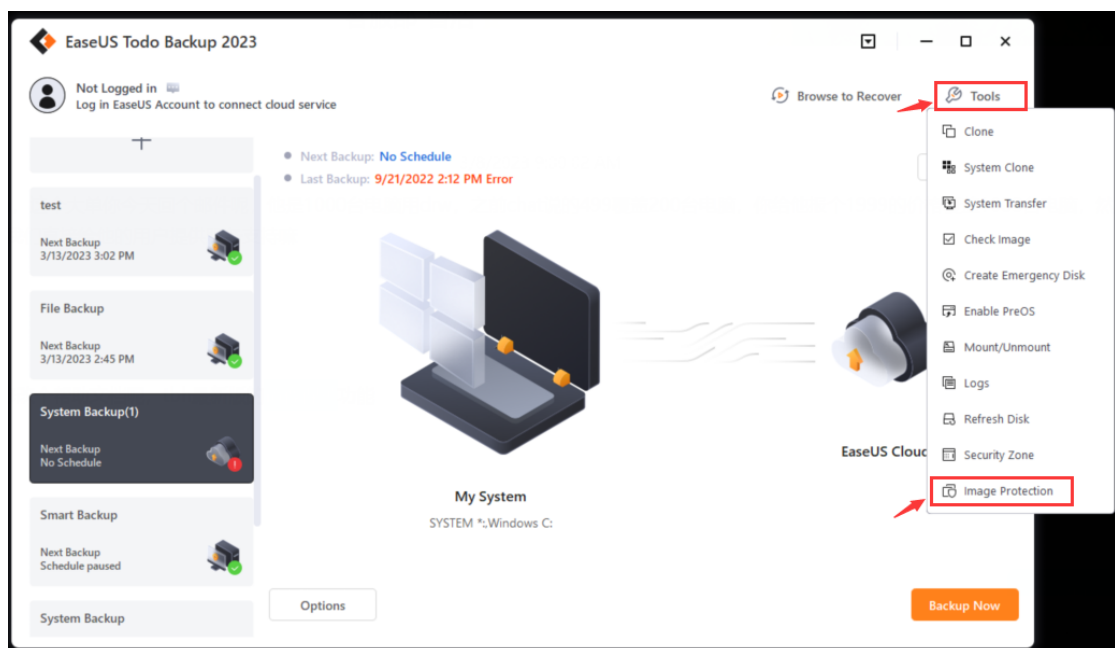 EaseUS Todo Backup 2023
Not Logged in
Log in EaseUS Account to connect cloud service
Browse to Recover
Tools
Clone
System Clone
System Transfer
Check Image
Create Emergency Disk
Enable PreOS
Mount/Unmount
Logs
Refresh Disk
Security Zone
Image Protection
test
Next Backup
3/13/2023 3:02 PM
File Backup
Next Backup
3/13/2023 2:45 PM
System Backup(1)
Next Backup
No Schedule
Smart Backup
Next Backup
Schedule paused
System Backup
Next Backup: No Schedule
Last Backup: 9/21/2022 2:12 PM Error
My System
SYSTEM *:,Windows C:
EaseUS Cloud
Options
Backup Now